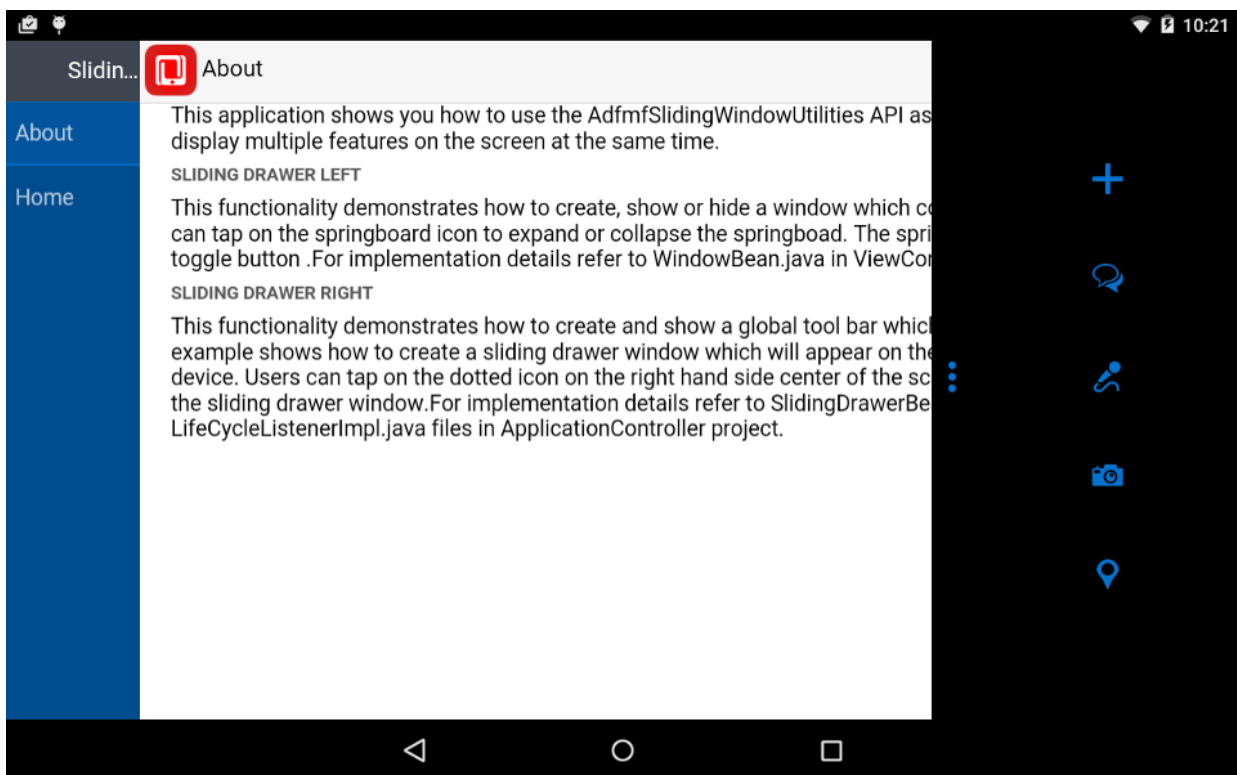 10:21
Slidin...
About
About
Home
This application shows you how to use the AdfmfSlidingWindowUtilities API as
display multiple features on the screen at the same time.
SLIDING DRAWER LEFT
This functionality demonstrates how to create, show or hide a window which
can tap on the springboard icon to expand or collapse the springboad. The
toggle button .For implementation details refer to WindowBean.java in
SLIDING DRAWER RIGHT
This functionality demonstrates how to create and show a global tool bar
example shows how to create a sliding drawer window which will appear on the
device. Users can tap on the dotted icon on the right hand side center of the
the sliding drawer window.For implementation details refer to
LifeCycleListenerImpl.java files in ApplicationController project.